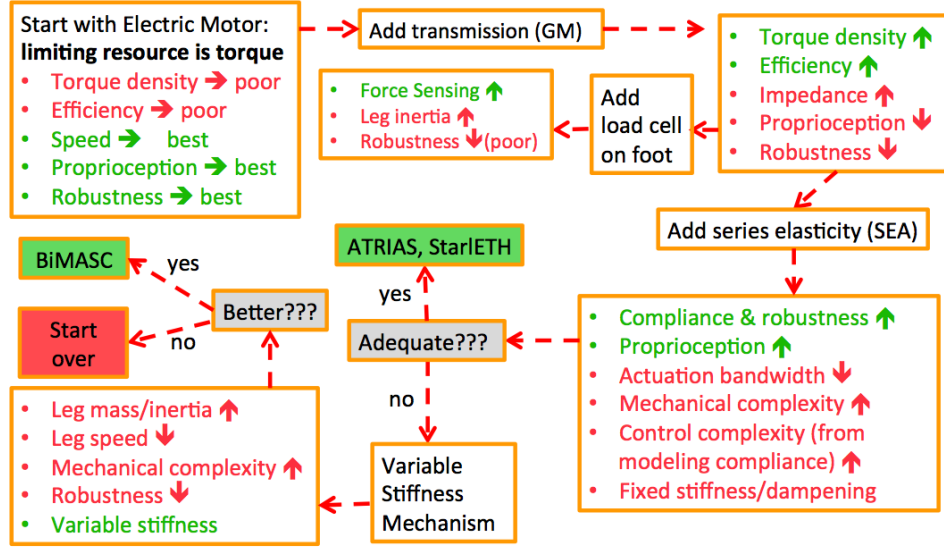 Start with Electric Motor:
limiting resource is torque
• Torque density ➔ poor
• Efficiency ➔ poor
• Speed ➔ best
• Proprioception ➔ best
• Robustness ➔ best
Add transmission (GM)
• Torque density ↑
• Efficiency ↑
• Impedance ↑
• Proprioception ↓
• Robustness ↓
Add
load cell
on foot
• Force Sensing ↑
• Leg inertia ↑
• Robustness ↓(poor)
Add series elasticity (SEA)
• Compliance & robustness ↑
• Proprioception ↑
• Actuation bandwidth ↓
• Mechanical complexity ↑
• Control complexity (from
modeling compliance) ↑
• Fixed stiffness/dampening
Adequate???
yes
ATRIAS, StarlETH
no
Variable
Stiffness
Mechanism
• Leg mass/inertia ↑
• Leg speed ↓
• Mechanical complexity ↑
• Robustness ↓
• Variable stiffness
Better???
yes
BiMASC
no
Start
over